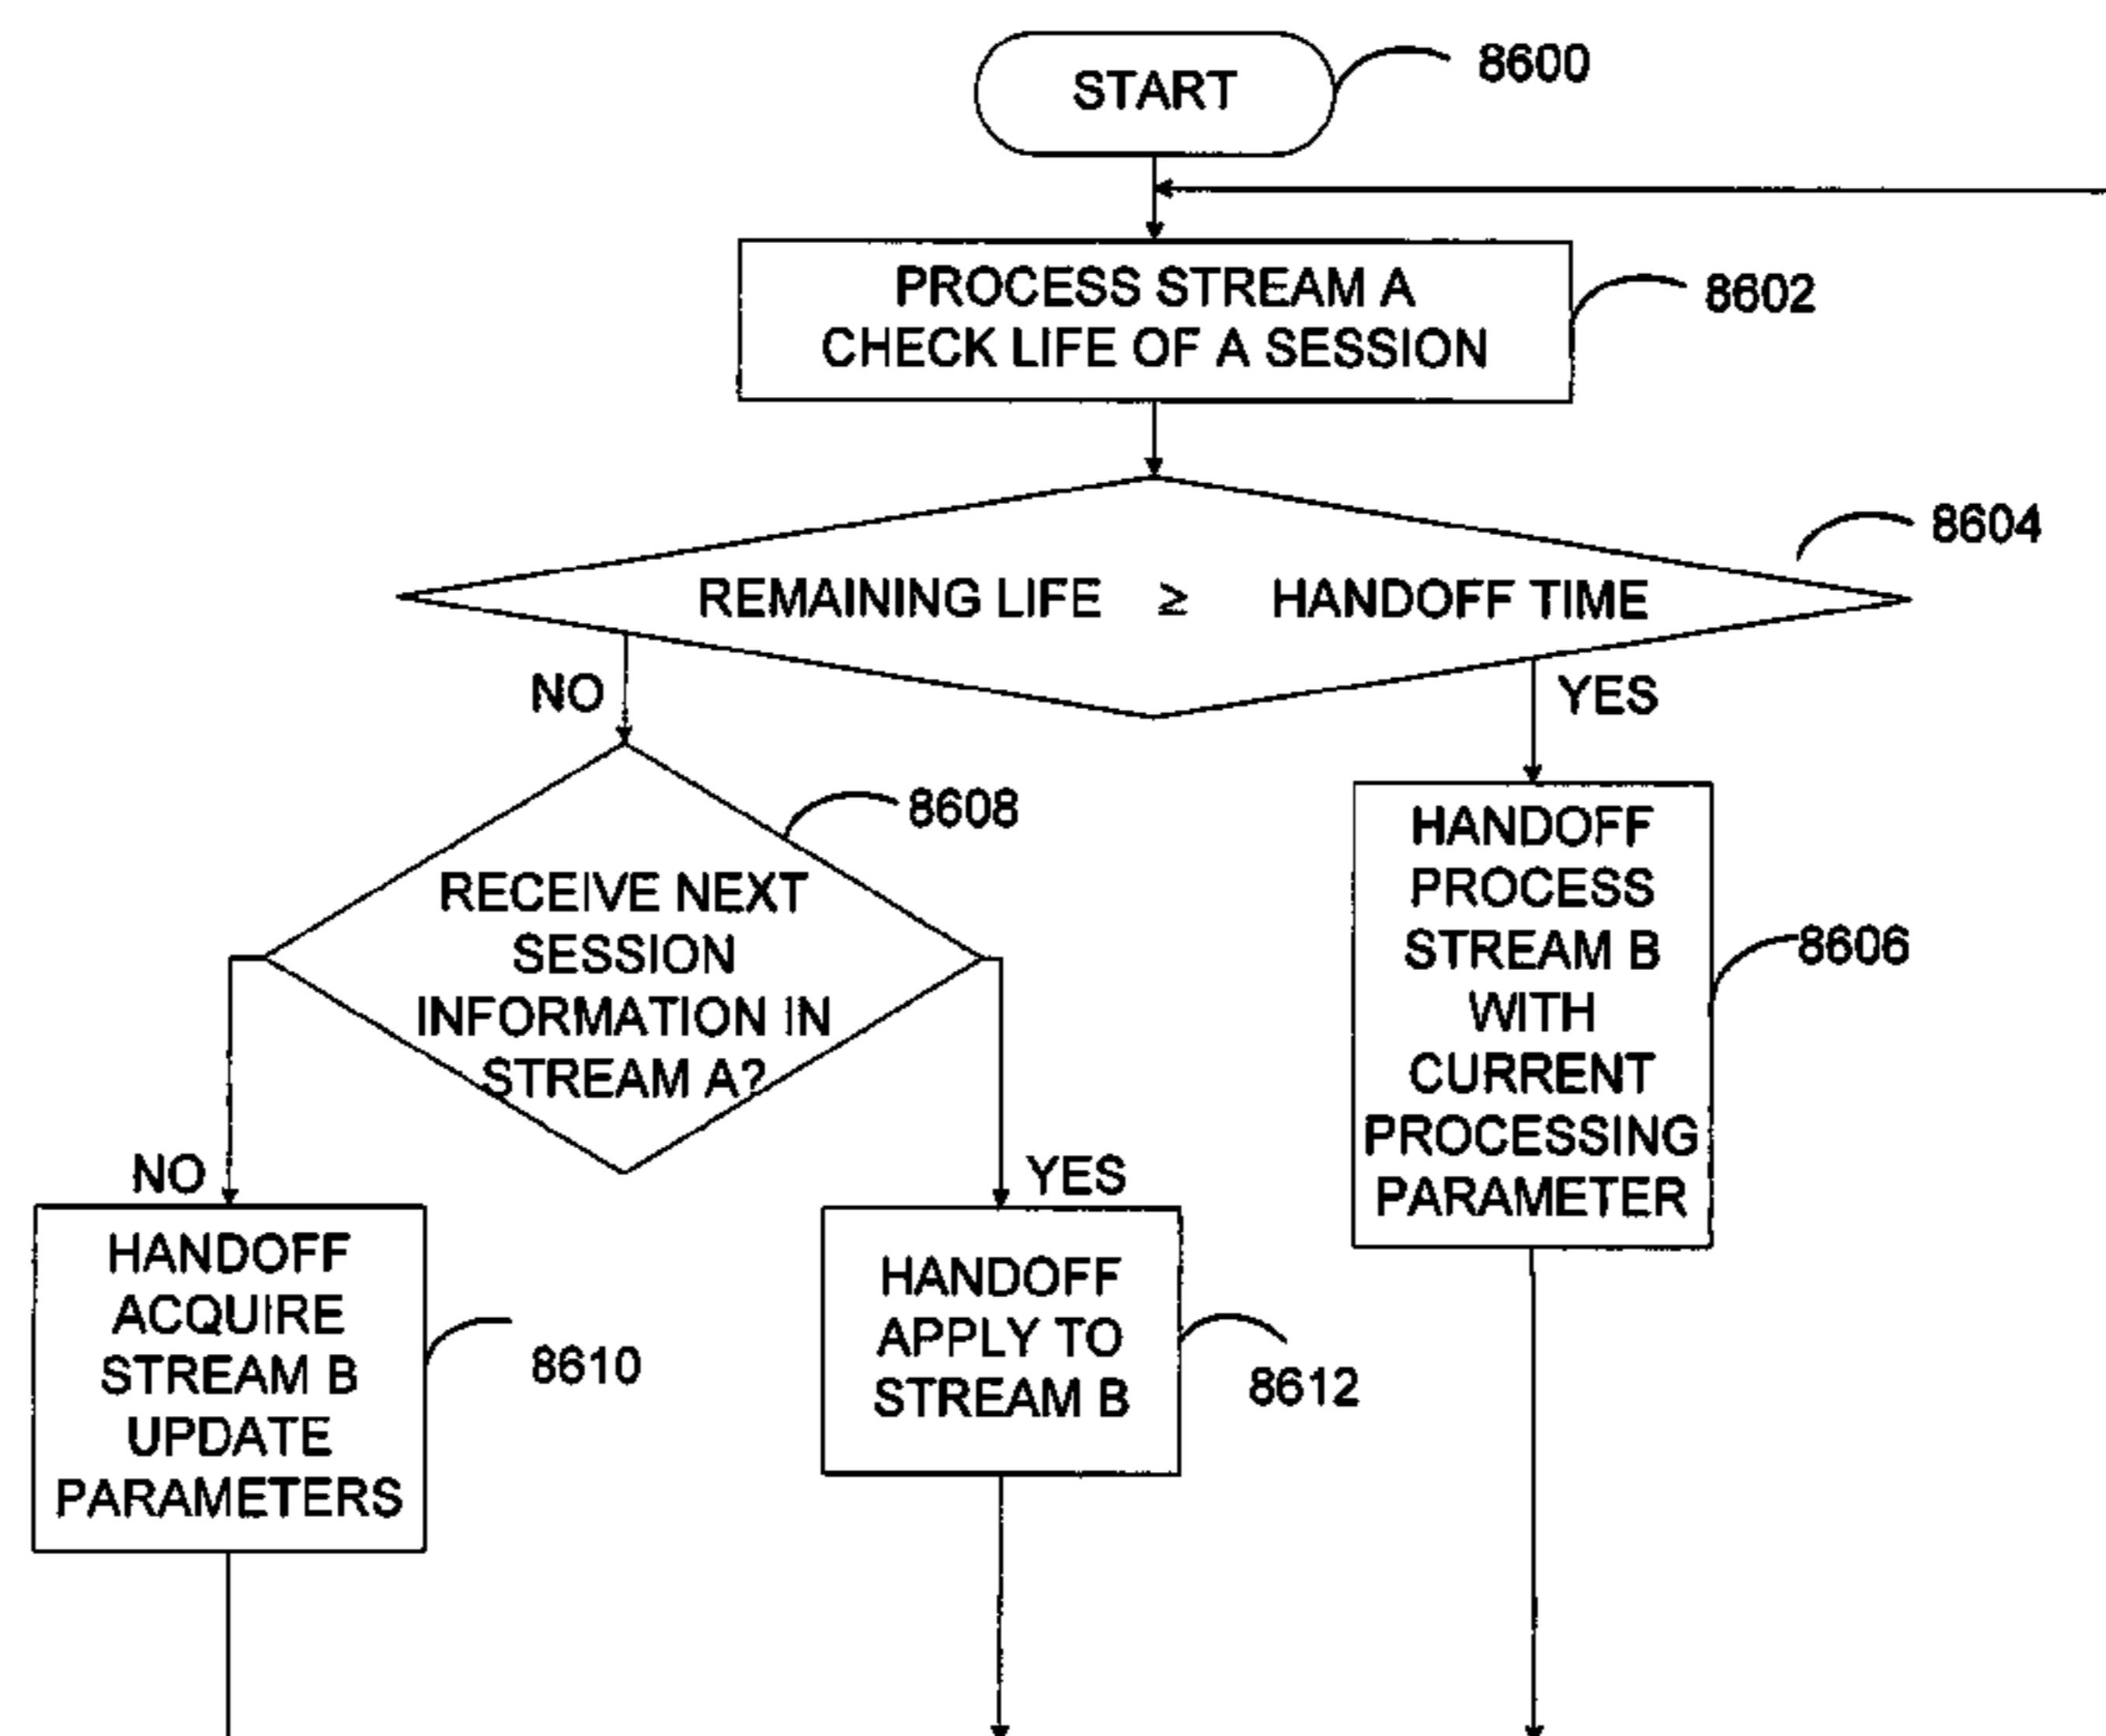 START
8600
PROCESS STREAM A
CHECK LIFE OF A SESSION
8602
REMAINING LIFE ≥ HANDOFF TIME
8604
NO
YES
RECEIVE NEXT
SESSION
INFORMATION IN
STREAM A?
8608
HANDOFF
PROCESS
STREAM B
WITH
CURRENT
PROCESSING
PARAMETER
8606
NO
YES
HANDOFF
ACQUIRE
STREAM B
UPDATE
PARAMETERS
8610
HANDOFF
APPLY TO
STREAM B
8612